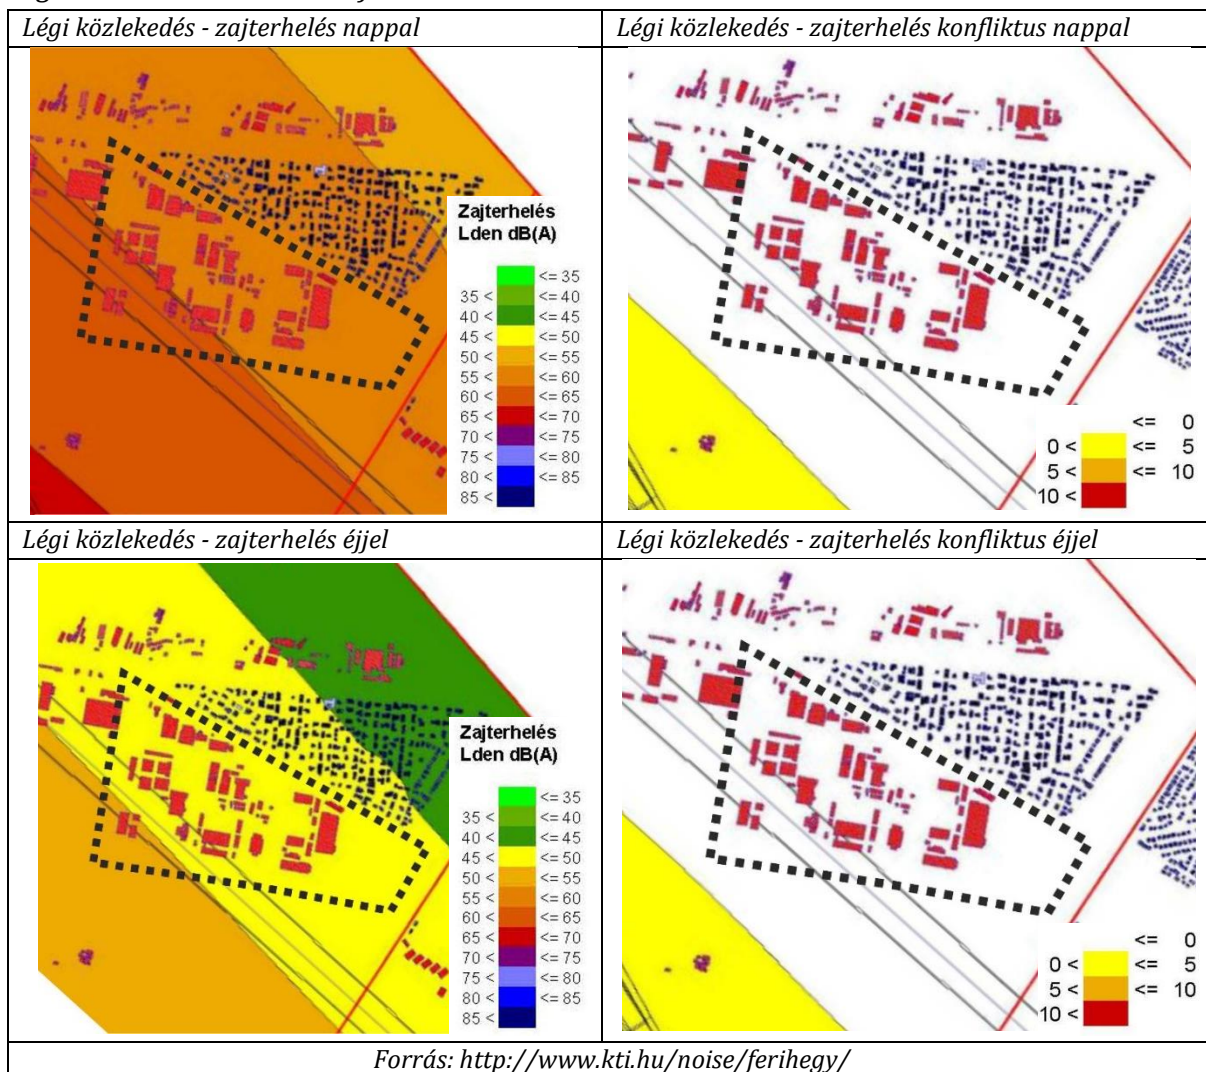 Légi közlekedés - zajterhelés nappal
Légi közlekedés - zajterhelés konfliktus nappal
Zajterhelés
Lden dB(A)
<= 35
35 < <= 40
40 < <= 45
45 < <= 50
50 < <= 55
55 < <= 60
60 < <= 65
65 < <= 70
70 < <= 75
75 < <= 80
80 < <= 85
85 <
<= 0
0 < <= 5
5 < <= 10
10 <
Légi közlekedés - zajterhelés éjjel
Légi közlekedés - zajterhelés konfliktus éjjel
Zajterhelés
Lden dB(A)
<= 35
35 < <= 40
40 < <= 45
45 < <= 50
50 < <= 55
55 < <= 60
60 < <= 65
65 < <= 70
70 < <= 75
75 < <= 80
80 < <= 85
85 <
<= 0
0 < <= 5
5 < <= 10
10 <
Forrás: http://www.kti.hu/noise/ferihegy/